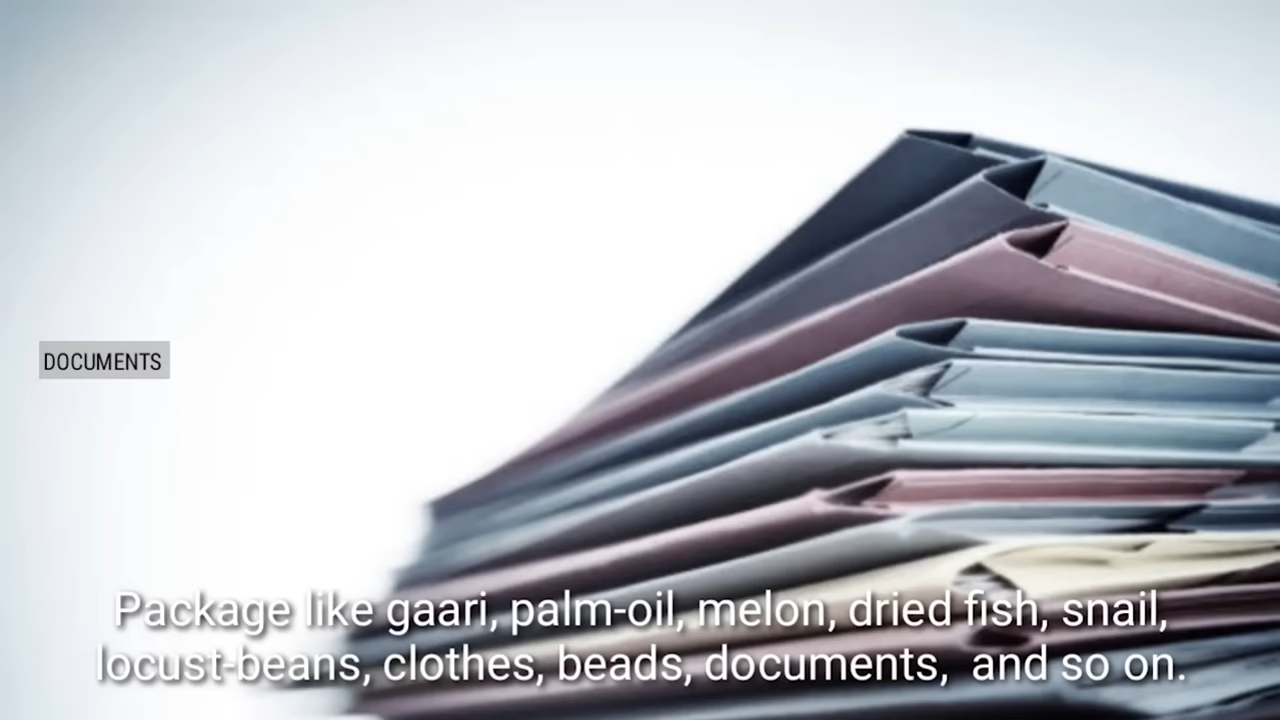 DOCUMENTS
Package like gaari, palm-oil, melon, dried fish, snail,
locust-beans, clothes, beads, documents,  and so on.